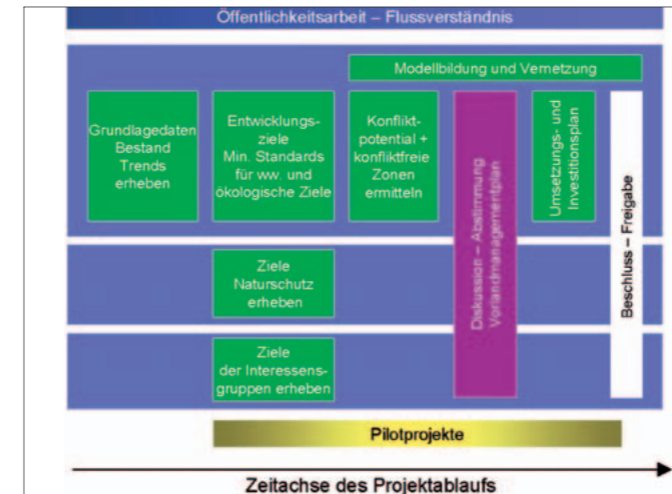 Öffentlichkeitsarbeit – Flussverständnis
Modellbildung und Vernetzung
Grundlagedaten
Bestand
Trends
erheben
Entwicklungs-
ziele
Min. Standards
für ww. und
ökologische Ziele
Konflikt-
potential +
konfliktfreie
Zonen
ermitteln
Diskussion – Abstimmung
Vorlandmanagementplan
Umsetzungs- und
Investitionsplan
Beschluss – Freigabe
Ziele
Naturschutz
erheben
Ziele
der Interessens-
gruppen erheben
Pilotprojekte
Zeitachse des Projektablaufs